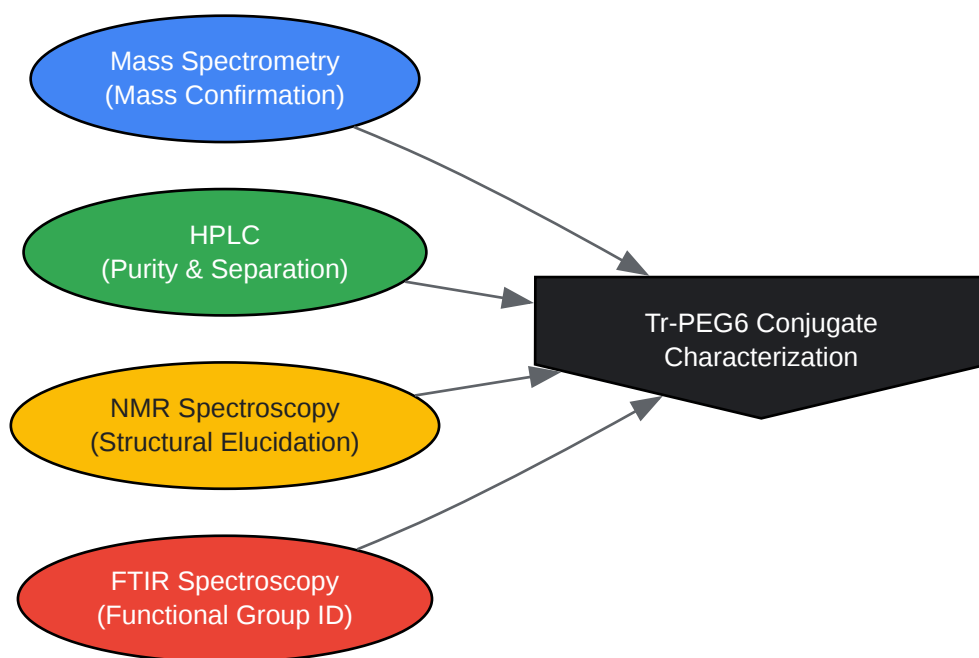 Mass Spectrometry
(Mass Confirmation)
HPLC
(Purity & Separation)
Tr-PEG6 Conjugate
Characterization
NMR Spectroscopy
(Structural Elucidation)
FTIR Spectroscopy
(Functional Group ID)